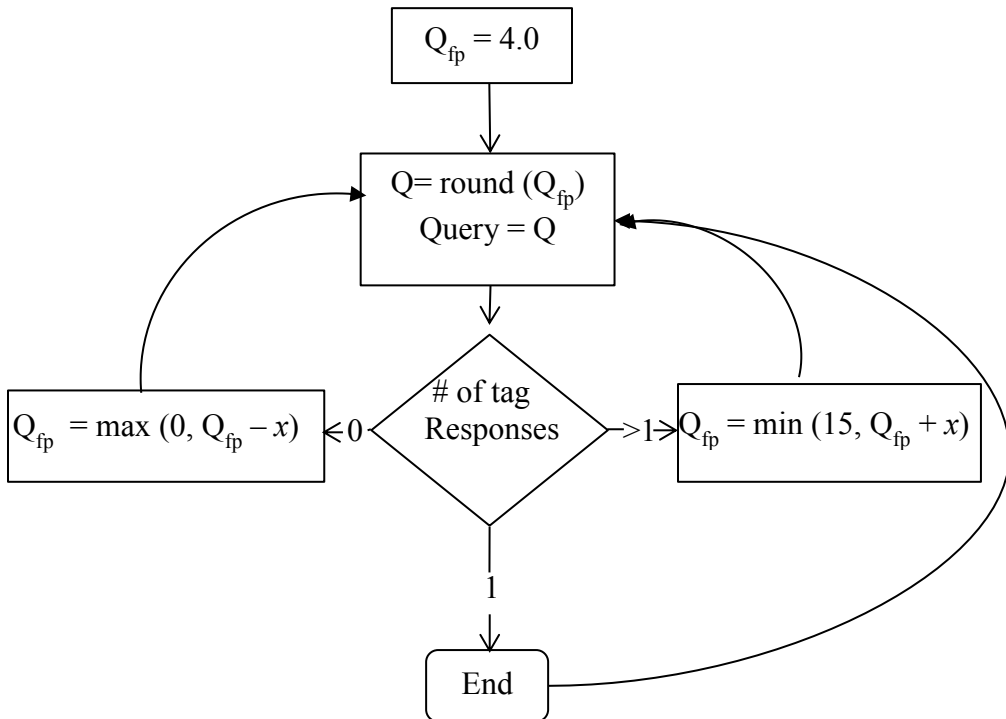 Q_fp = 4.0
Q= round (Q_fp)
Query = Q
# of tag
Responses
0
>1
Q_fp = max (0, Q_fp – x)
Q_fp = min (15, Q_fp + x)
1
End